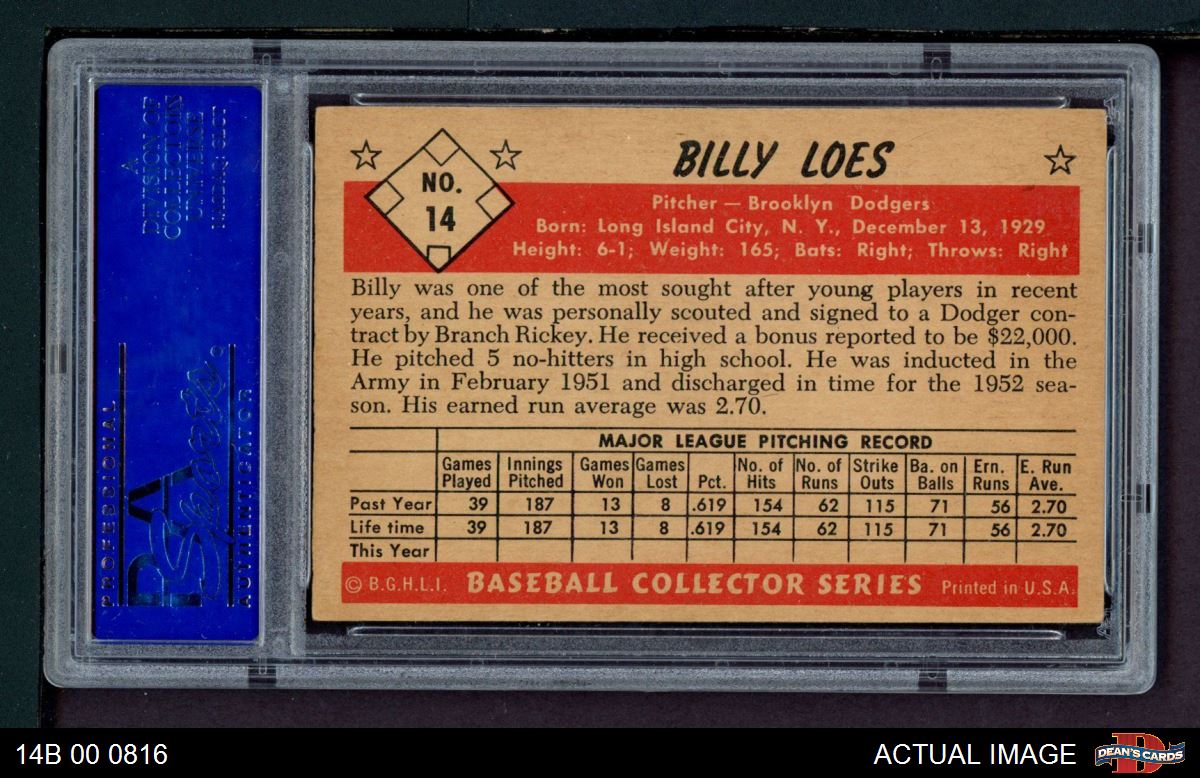 A
DIVISION OF
COLLECTORS
UNIVERSE
NASDAQ: CLCT
PROFESSIONAL
PSA
Sports
AUTHENTICATOR
NO.
14
BILLY LOES
Pitcher — Brooklyn Dodgers
Born: Long Island City, N. Y., December 13, 1929
Height: 6-1; Weight: 165; Bats: Right; Throws: Right
Billy was one of the most sought after young players in recent
years, and he was personally scouted and signed to a Dodger con-
tract by Branch Rickey. He received a bonus reported to be $22,000.
He pitched 5 no-hitters in high school. He was inducted in the
Army in February 1951 and discharged in time for the 1952 sea-
son. His earned run average was 2.70.
MAJOR LEAGUE PITCHING RECORD
Games Innings Games Games No. of No. of Strike Ba. on Ern. E. Run
Played Pitched Won Lost Pct. Hits Runs Outs Balls Runs Ave.
Past Year 39 187 13 8 .619 154 62 115 71 56 2.70
Life time 39 187 13 8 .619 154 62 115 71 56 2.70
This Year
© B.G.H.L.I. BASEBALL COLLECTOR SERIES Printed in U.S.A.
14B 00 0816
ACTUAL IMAGE
DEAN'S CARDS